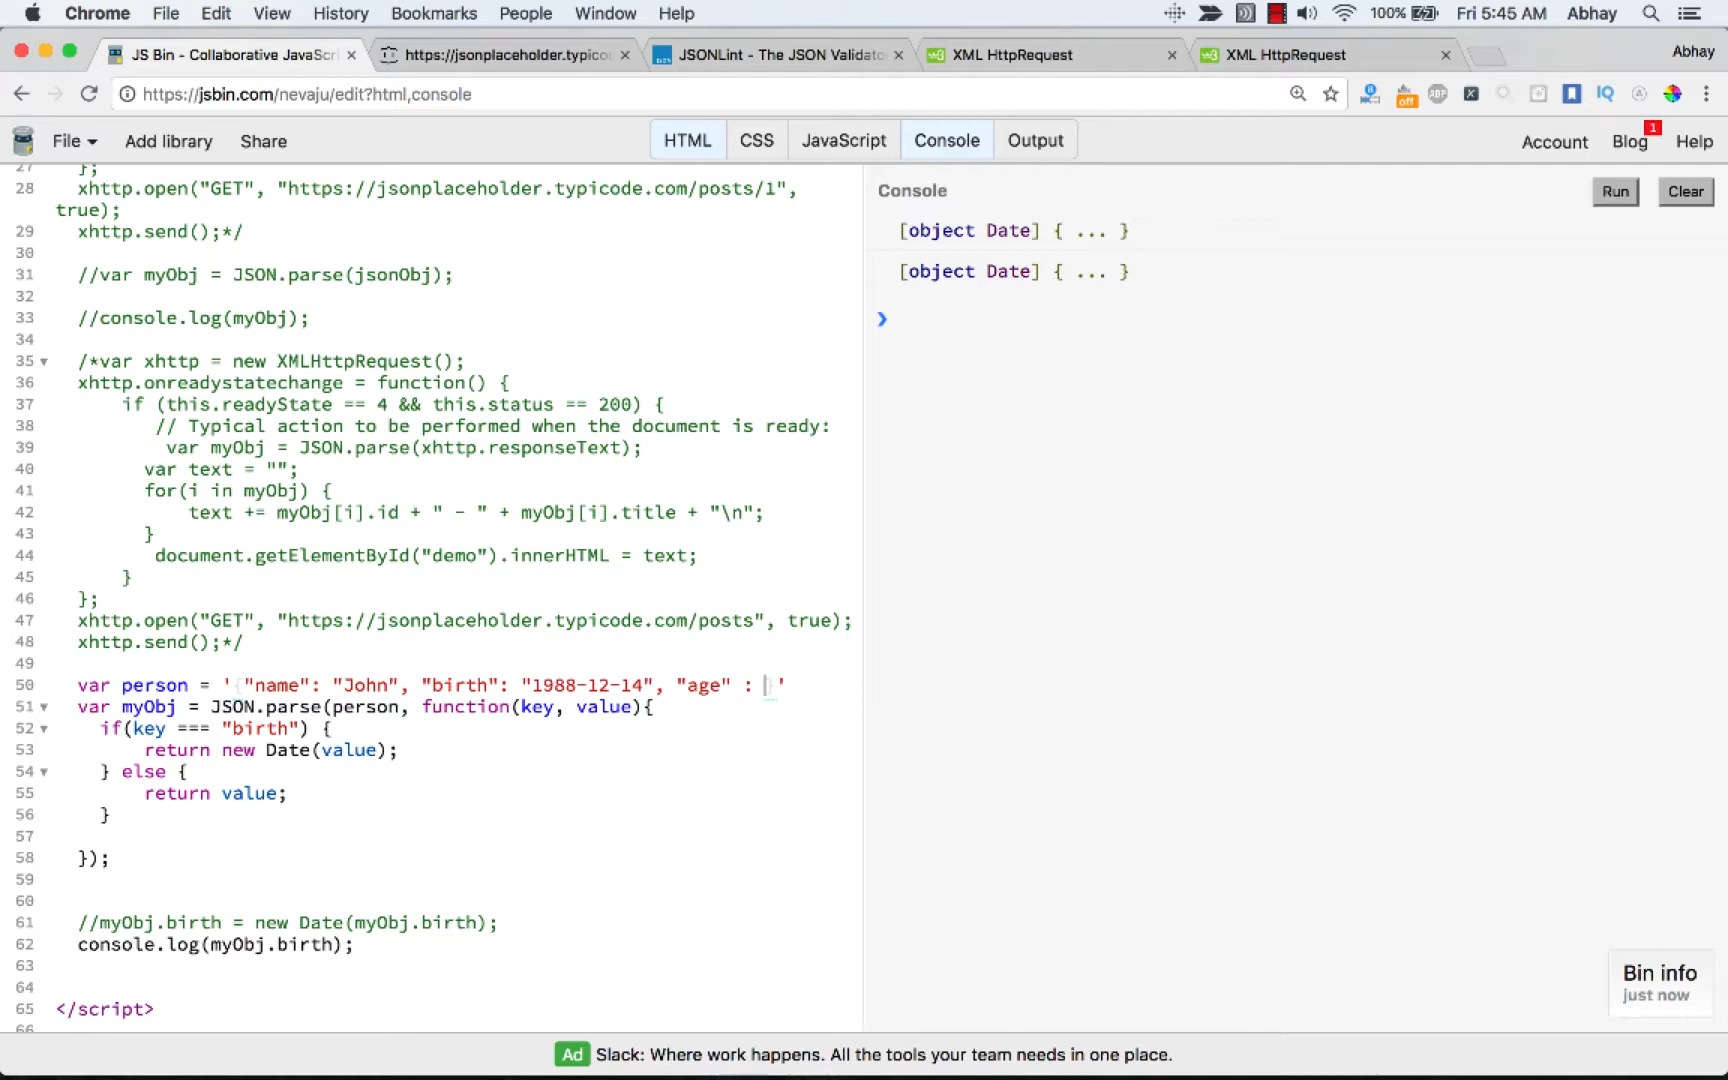 Chrome File Edit View History Bookmarks People Window Help 100% Fri 5:45 AM Abhay
JS Bin - Collaborative JavaScri × https://jsonplaceholder.typico × JSONLint - The JSON Validato × XML HttpRequest × XML HttpRequest × Abhay
https://jsbin.com/nevaju/edit?html,console
File Add library Share HTML CSS JavaScript Console Output Account Blog 1 Help
27 };
28 xhttp.open("GET", "https://jsonplaceholder.typicode.com/posts/1",
true);
29 xhttp.send();*/
30
31 //var myObj = JSON.parse(jsonObj);
32
33 //console.log(myObj);
34
35 /*var xhttp = new XMLHttpRequest();
36 xhttp.onreadystatechange = function() {
37 if (this.readyState == 4 && this.status == 200) {
38 // Typical action to be performed when the document is ready:
39 var myObj = JSON.parse(xhttp.responseText);
40 var text = "";
41 for(i in myObj) {
42 text += myObj[i].id + " - " + myObj[i].title + "\n";
43 }
44 document.getElementById("demo").innerHTML = text;
45 }
46 };
47 xhttp.open("GET", "https://jsonplaceholder.typicode.com/posts", true);
48 xhttp.send();*/
49
50 var person = '{"name": "John", "birth": "1988-12-14", "age" : }'
51 var myObj = JSON.parse(person, function(key, value){
52 if(key === "birth") {
53 return new Date(value);
54 } else {
55 return value;
56 }
57
58 });
59
60
61 //myObj.birth = new Date(myObj.birth);
62 console.log(myObj.birth);
63
64
65 </script>
66
Console Run Clear
[object Date] { ... }
[object Date] { ... }
Bin info
just now
Ad Slack: Where work happens. All the tools your team needs in one place.